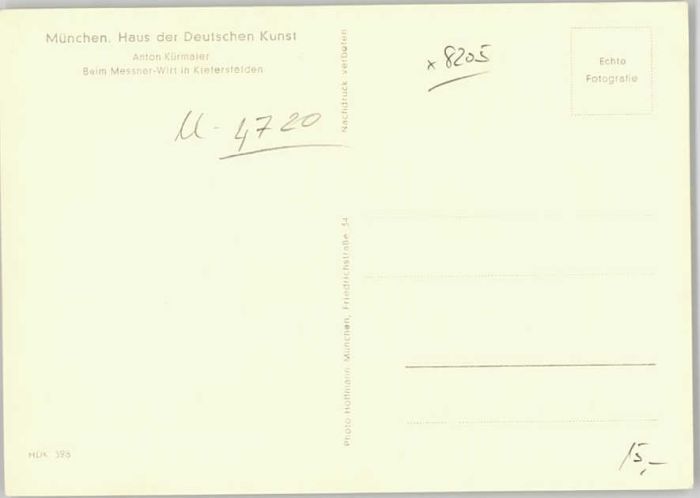 München. Haus der Deutschen Kunst
Anton Kürmaier
Beim Messner-Wirt in Kiefersfelden
M - 4720
Nachdruck verboten
x 8205
Echte
Fotografie
Photo Hoffmann, München, Friedrichstraße 34
HDK 398
15,-